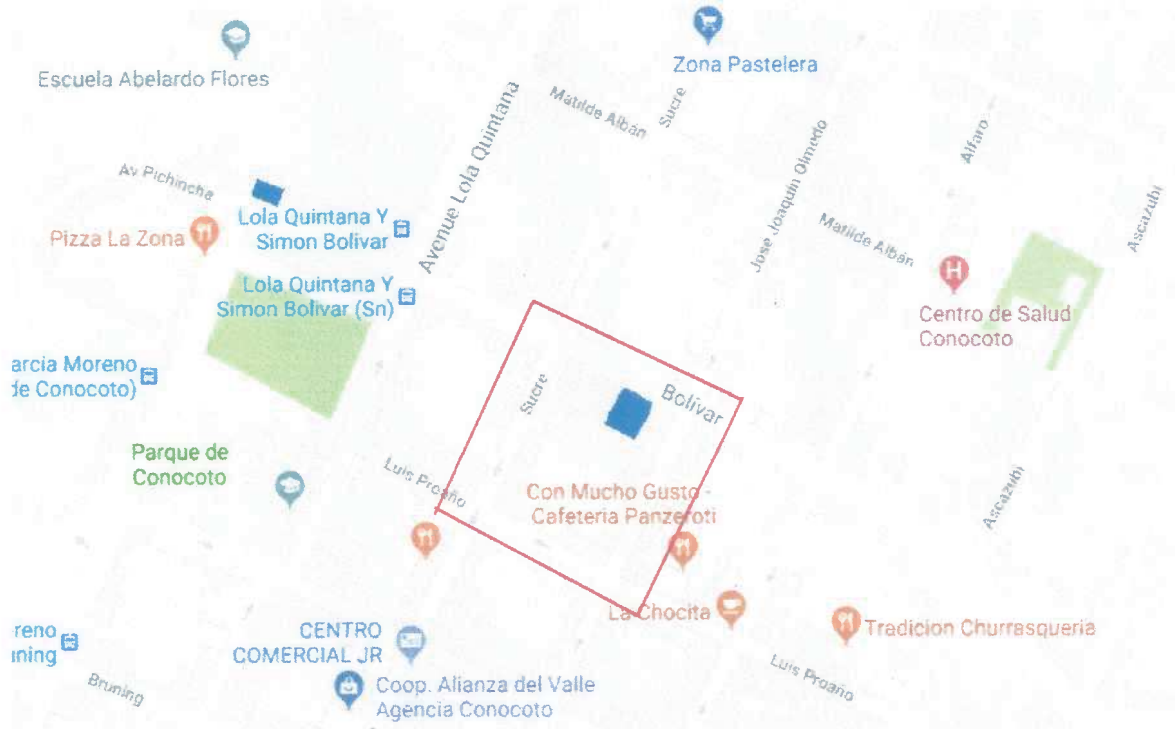 Zona Pastelera
Escuela Abelardo Flores
Matilde Albán
Sucre
Avenue Lola Quintana
Jose Joaquin Olmedo
Alfaro
Ascazubi
Av Pichincha
Lola Quintana Y
Simon Bolivar
Pizza La Zona
Matilde Albán
Lola Quintana Y
Simon Bolivar (Sn)
H
Centro de Salud
Conocoto
arcia Moreno
de Conocoto)
Sucre
Bolívar
Parque de
Conocoto
Luis Proaño
Con Mucho Gusto -
Cafeteria Panzeroti
Ascazubi
La Chocita
Tradicion Churrasqueria
reno
ining
CENTRO
COMERCIAL JR
Luis Proaño
Bruning
Coop. Alianza del Valle
Agencia Conocoto